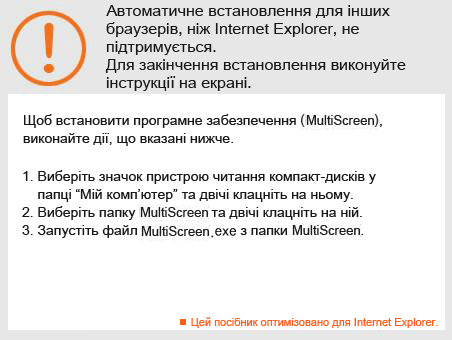 Автоматичне встановлення для інших
браузерів, ніж Internet Explorer, не
підтримується.
Для закінчення встановлення виконуйте
інструкції на екрані.
Щоб встановити програмне забезпечення (MultiScreen),
виконайте дії, що вказані нижче.
1. Виберіть значок пристрою читання компакт-дисків у
папці “Мій комп’ютер” та двічі клацніть на ньому.
2. Виберіть папку MultiScreen та двічі клацніть на ній.
3. Запустіть файл MultiScreen.exe з папки MultiScreen.
Цей посібник оптимізовано для Internet Explorer.